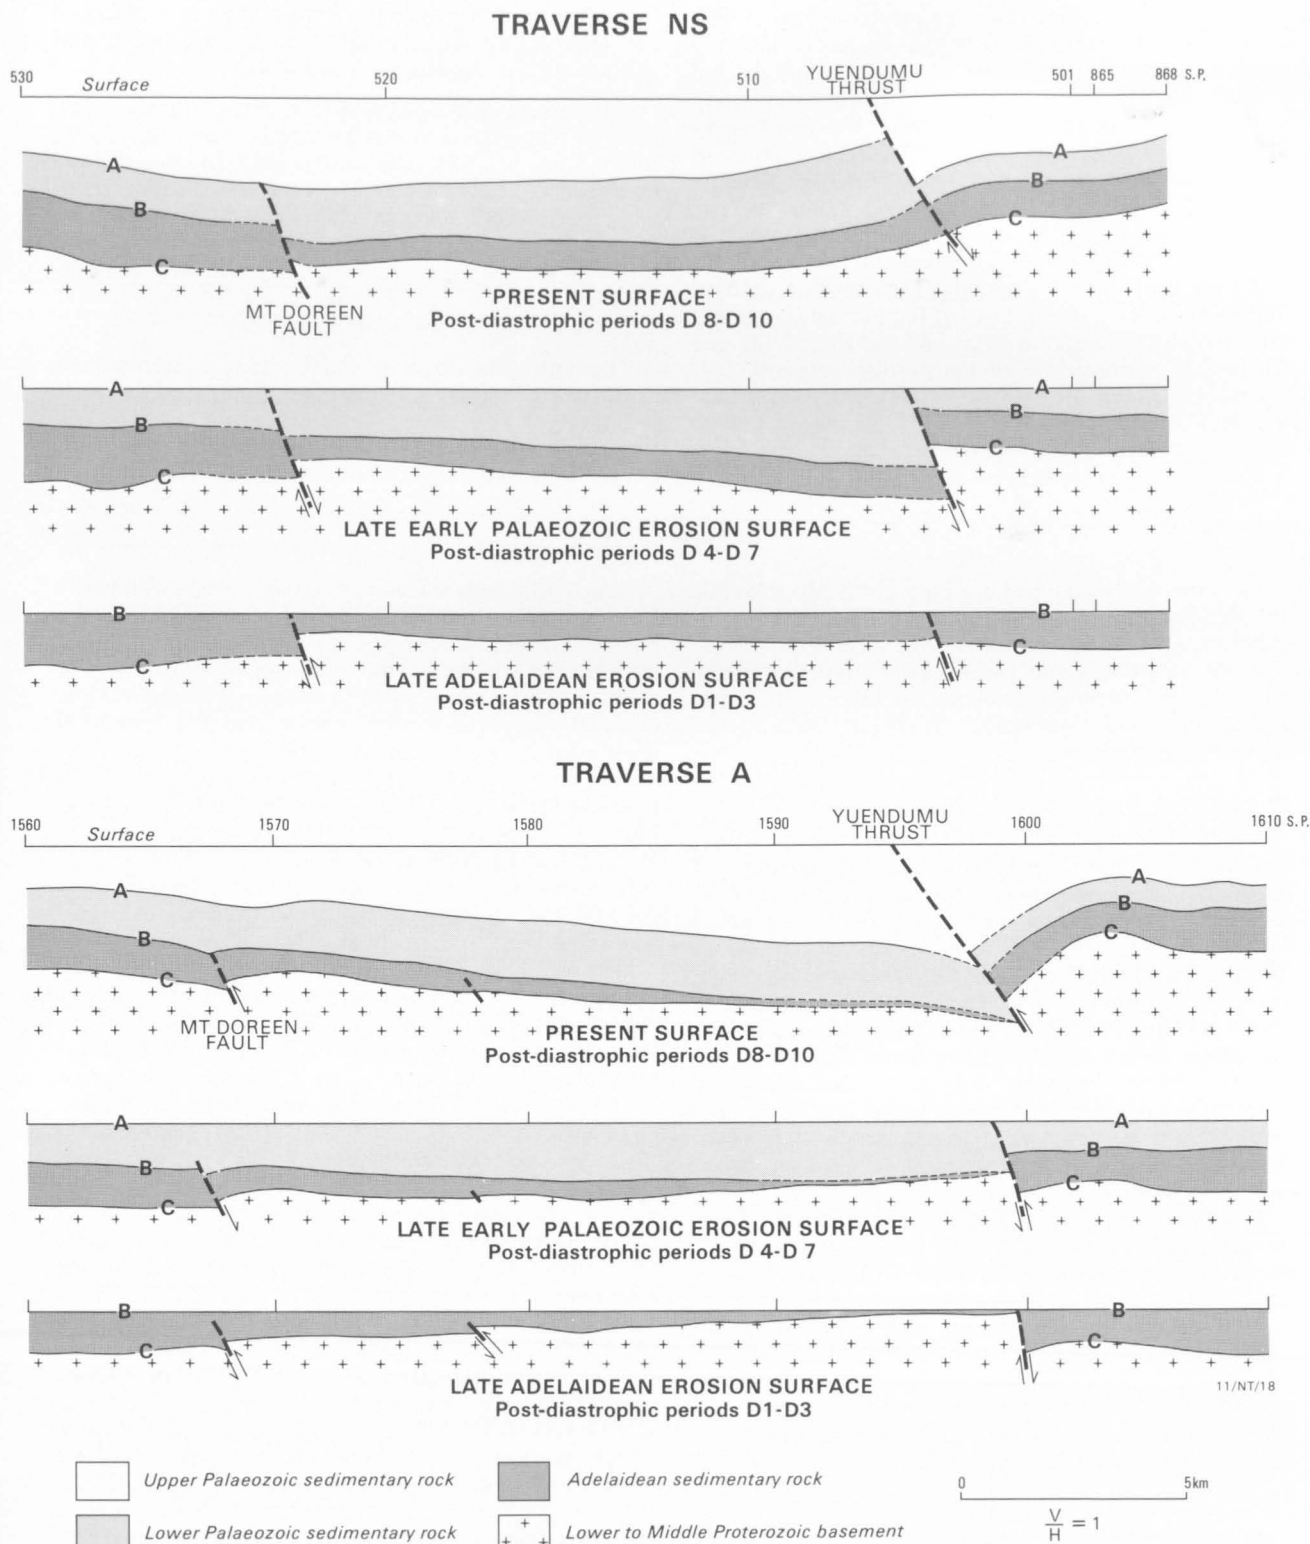 TRAVERSE NS
530 Surface 520 510 YUENDUMU THRUST 501 865 868 S.P.
A A
B B
C C
MT DOREEN FAULT
PRESENT SURFACE
Post-diastrophic periods D 8-D 10
A A
B B
C C
LATE EARLY PALAEOZOIC EROSION SURFACE
Post-diastrophic periods D 4-D 7
B B
C C
LATE ADELAIDEAN EROSION SURFACE
Post-diastrophic periods D1-D3
TRAVERSE A
1560 Surface 1570 1580 1590 YUENDUMU THRUST 1600 1610 S.P.
A A
B B
C C
MT DOREEN FAULT
PRESENT SURFACE
Post-diastrophic periods D8-D10
A A
B B
C C
LATE EARLY PALAEOZOIC EROSION SURFACE
Post-diastrophic periods D 4-D 7
B B
C C
LATE ADELAIDEAN EROSION SURFACE
Post-diastrophic periods D1-D3
11/NT/18
Upper Palaeozoic sedimentary rock
Adelaidean sedimentary rock
0 5km
Lower Palaeozoic sedimentary rock
Lower to Middle Proterozoic basement
V/H = 1